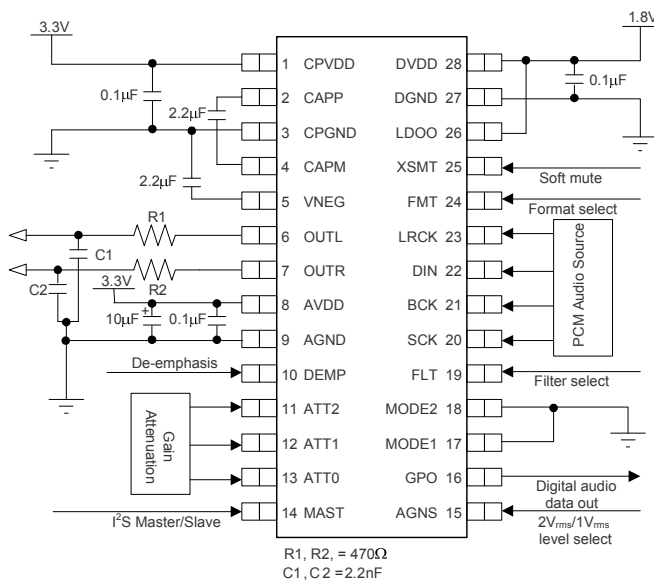 3.3V
1.8V
1 CPVDD
DVDD 28
0.1µF
0.1µF
2 CAPP
DGND 27
2.2µF
3 CPGND
LDOO 26
4 CAPM
XSMT 25
2.2µF
Soft mute
5 VNEG
FMT 24
R1
Format select
6 OUTL
LRCK 23
C1
7 OUTR
DIN 22
C2
3.3V
R2
PCM Audio Source
8 AVDD
BCK 21
10µF
+
0.1µF
9 AGND
SCK 20
De-emphasis
10 DEMP
FLT 19
Filter select
11 ATT2
MODE2 18
Gain
Attenuation
12 ATT1
MODE1 17
13 ATT0
GPO 16
Digital audio
data out
14 MAST
AGNS 15
I²S Master/Slave
2Vrms/1Vrms
level select
R1, R2, = 470Ω
C1, C2 =2.2nF